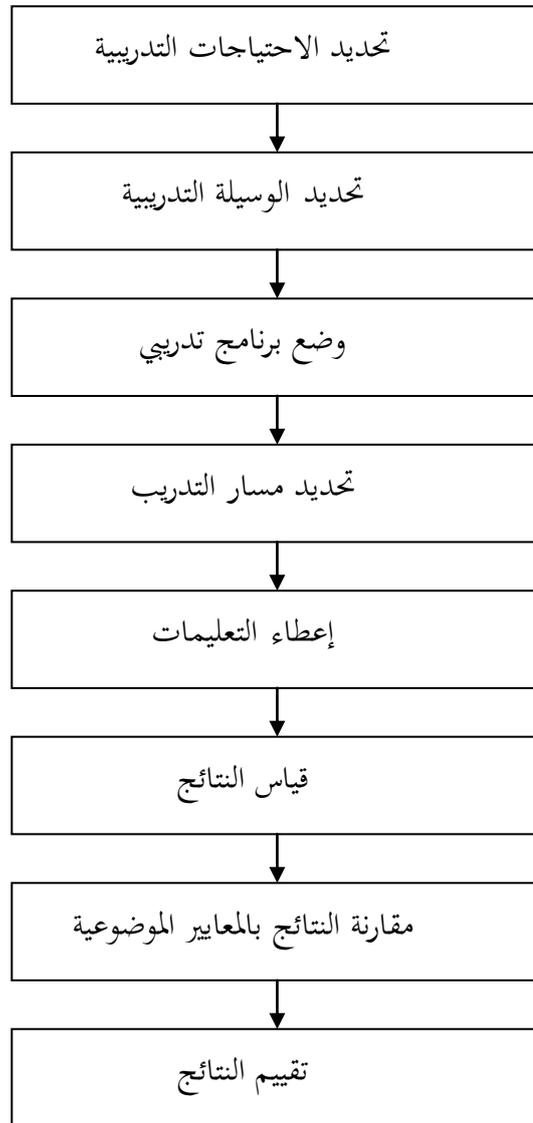 تحديد الاحتياجات التدريبية
تحديد الوسيلة التدريبية
وضع برنامج تدريبي
تحديد مسار التدريب
إعطاء التعليمات
قياس النتائج
مقارنة النتائج بالمعايير الموضوعية
تقييم النتائج